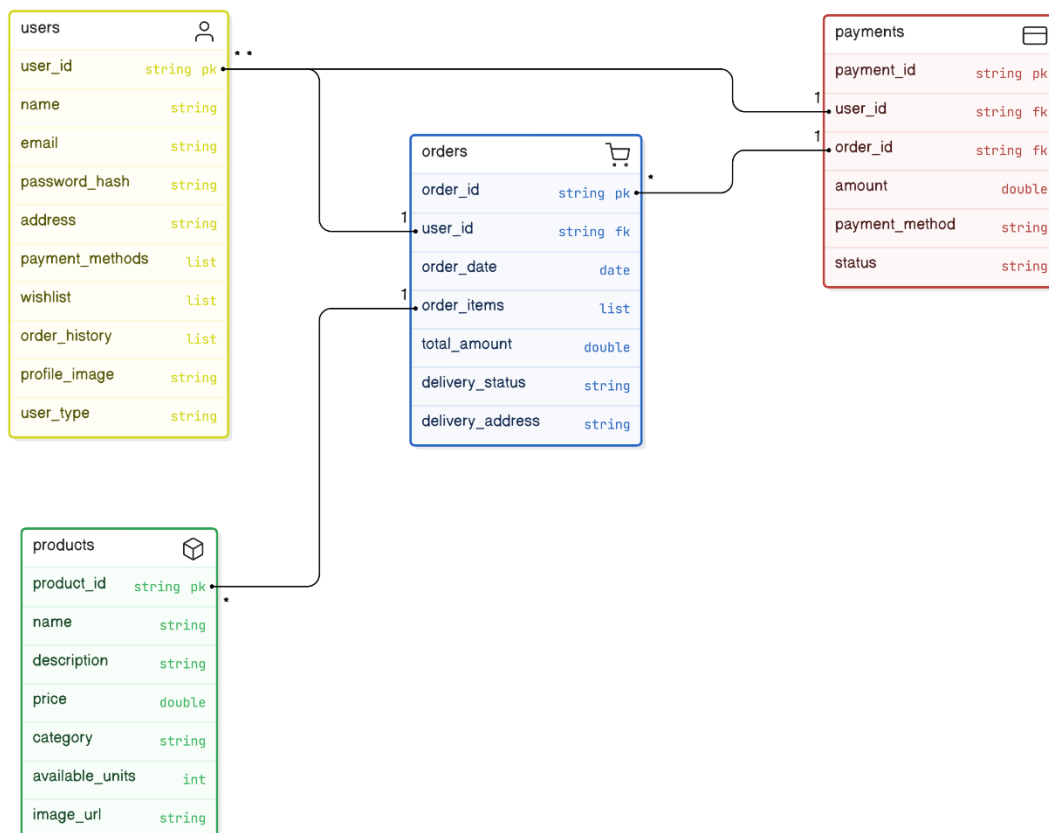 users
user_id string pk
name string
email string
password_hash string
address string
payment_methods list
wishlist list
order_history list
profile_image string
user_type string
* *
orders
order_id string pk
user_id string fk
order_date date
order_items list
total_amount double
delivery_status string
delivery_address string
1
1
*
payments
payment_id string pk
user_id string fk
order_id string fk
amount double
payment_method string
status string
1
1
products
product_id string pk
name string
description string
price double
category string
available_units int
image_url string
*